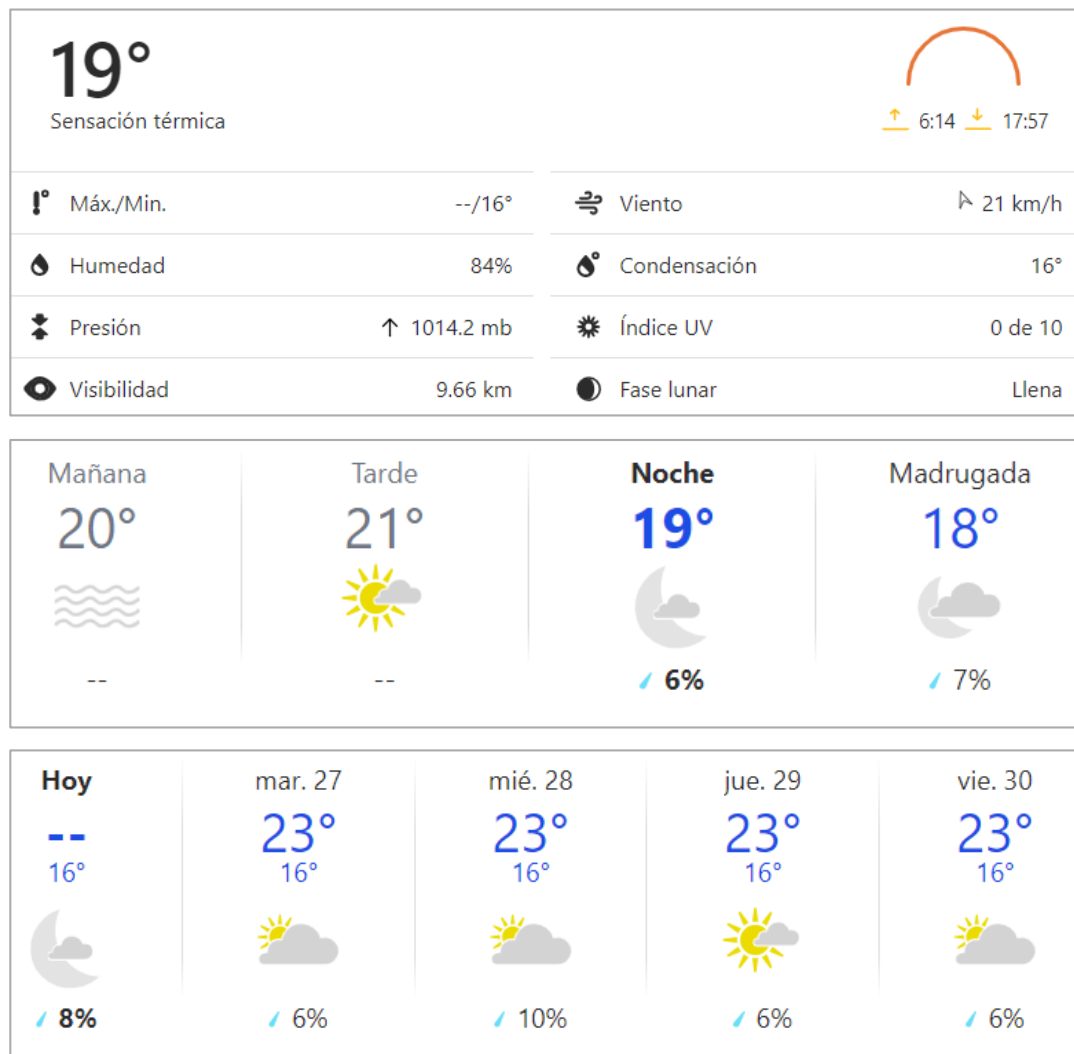 19°
Sensación térmica
6:14 17:57
Máx./Min. --/16°
Viento 21 km/h
Humedad 84%
Condensación 16°
Presión ↑ 1014.2 mb
Índice UV 0 de 10
Visibilidad 9.66 km
Fase lunar Llena
Mañana Tarde Noche Madrugada
20° 21° 19° 18°
-- -- 6% 7%
Hoy mar. 27 mié. 28 jue. 29 vie. 30
-- 23° 23° 23° 23°
16° 16° 16° 16° 16°
8% 6% 10% 6% 6%